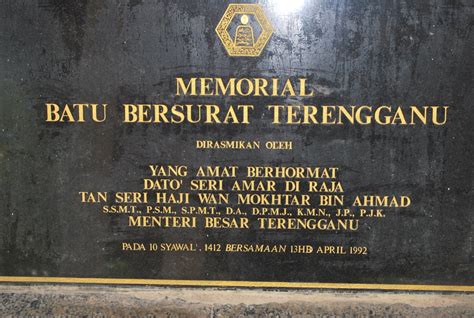 MEMORIAL
BATU BERSURAT TERENGGANU
DIRASMIKAN OLEH
YANG AMAT BERHORMAT
DATO' SERI AMAR DI RAJA
TAN SERI HAJI WAN MOKHTAR BIN AHMAD
S.S.M.T., P.S.M., S.P.M.T., D.A., D.P.M.J., K.M.N., J.P., P.J.K.
MENTERI BESAR TERENGGANU
PADA 10 SYAWAL', 1412 BERSAMAAN 13HB APRIL 1992